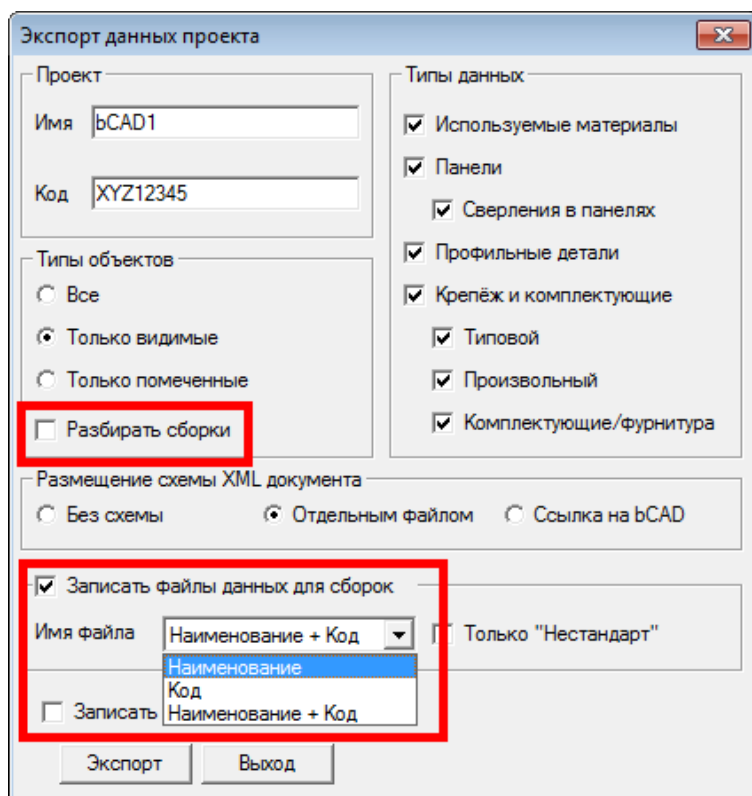 Экспорт данных проекта
Проект
Имя bCAD1
Код XYZ12345
Типы объектов
Все
Только видимые
Только помеченные
Разбирать сборки
Типы данных
Используемые материалы
Панели
Сверления в панелях
Профильные детали
Крепёж и комплектующие
Типовой
Произвольный
Комплектующие/фурнитура
Размещение схемы XML документа
Без схемы Отдельным файлом Ссылка на bCAD
Записать файлы данных для сборок
Имя файла Наименование + Код Только "Нестандарт"
Наименование
Код
Записать Наименование + Код
Экспорт Выход